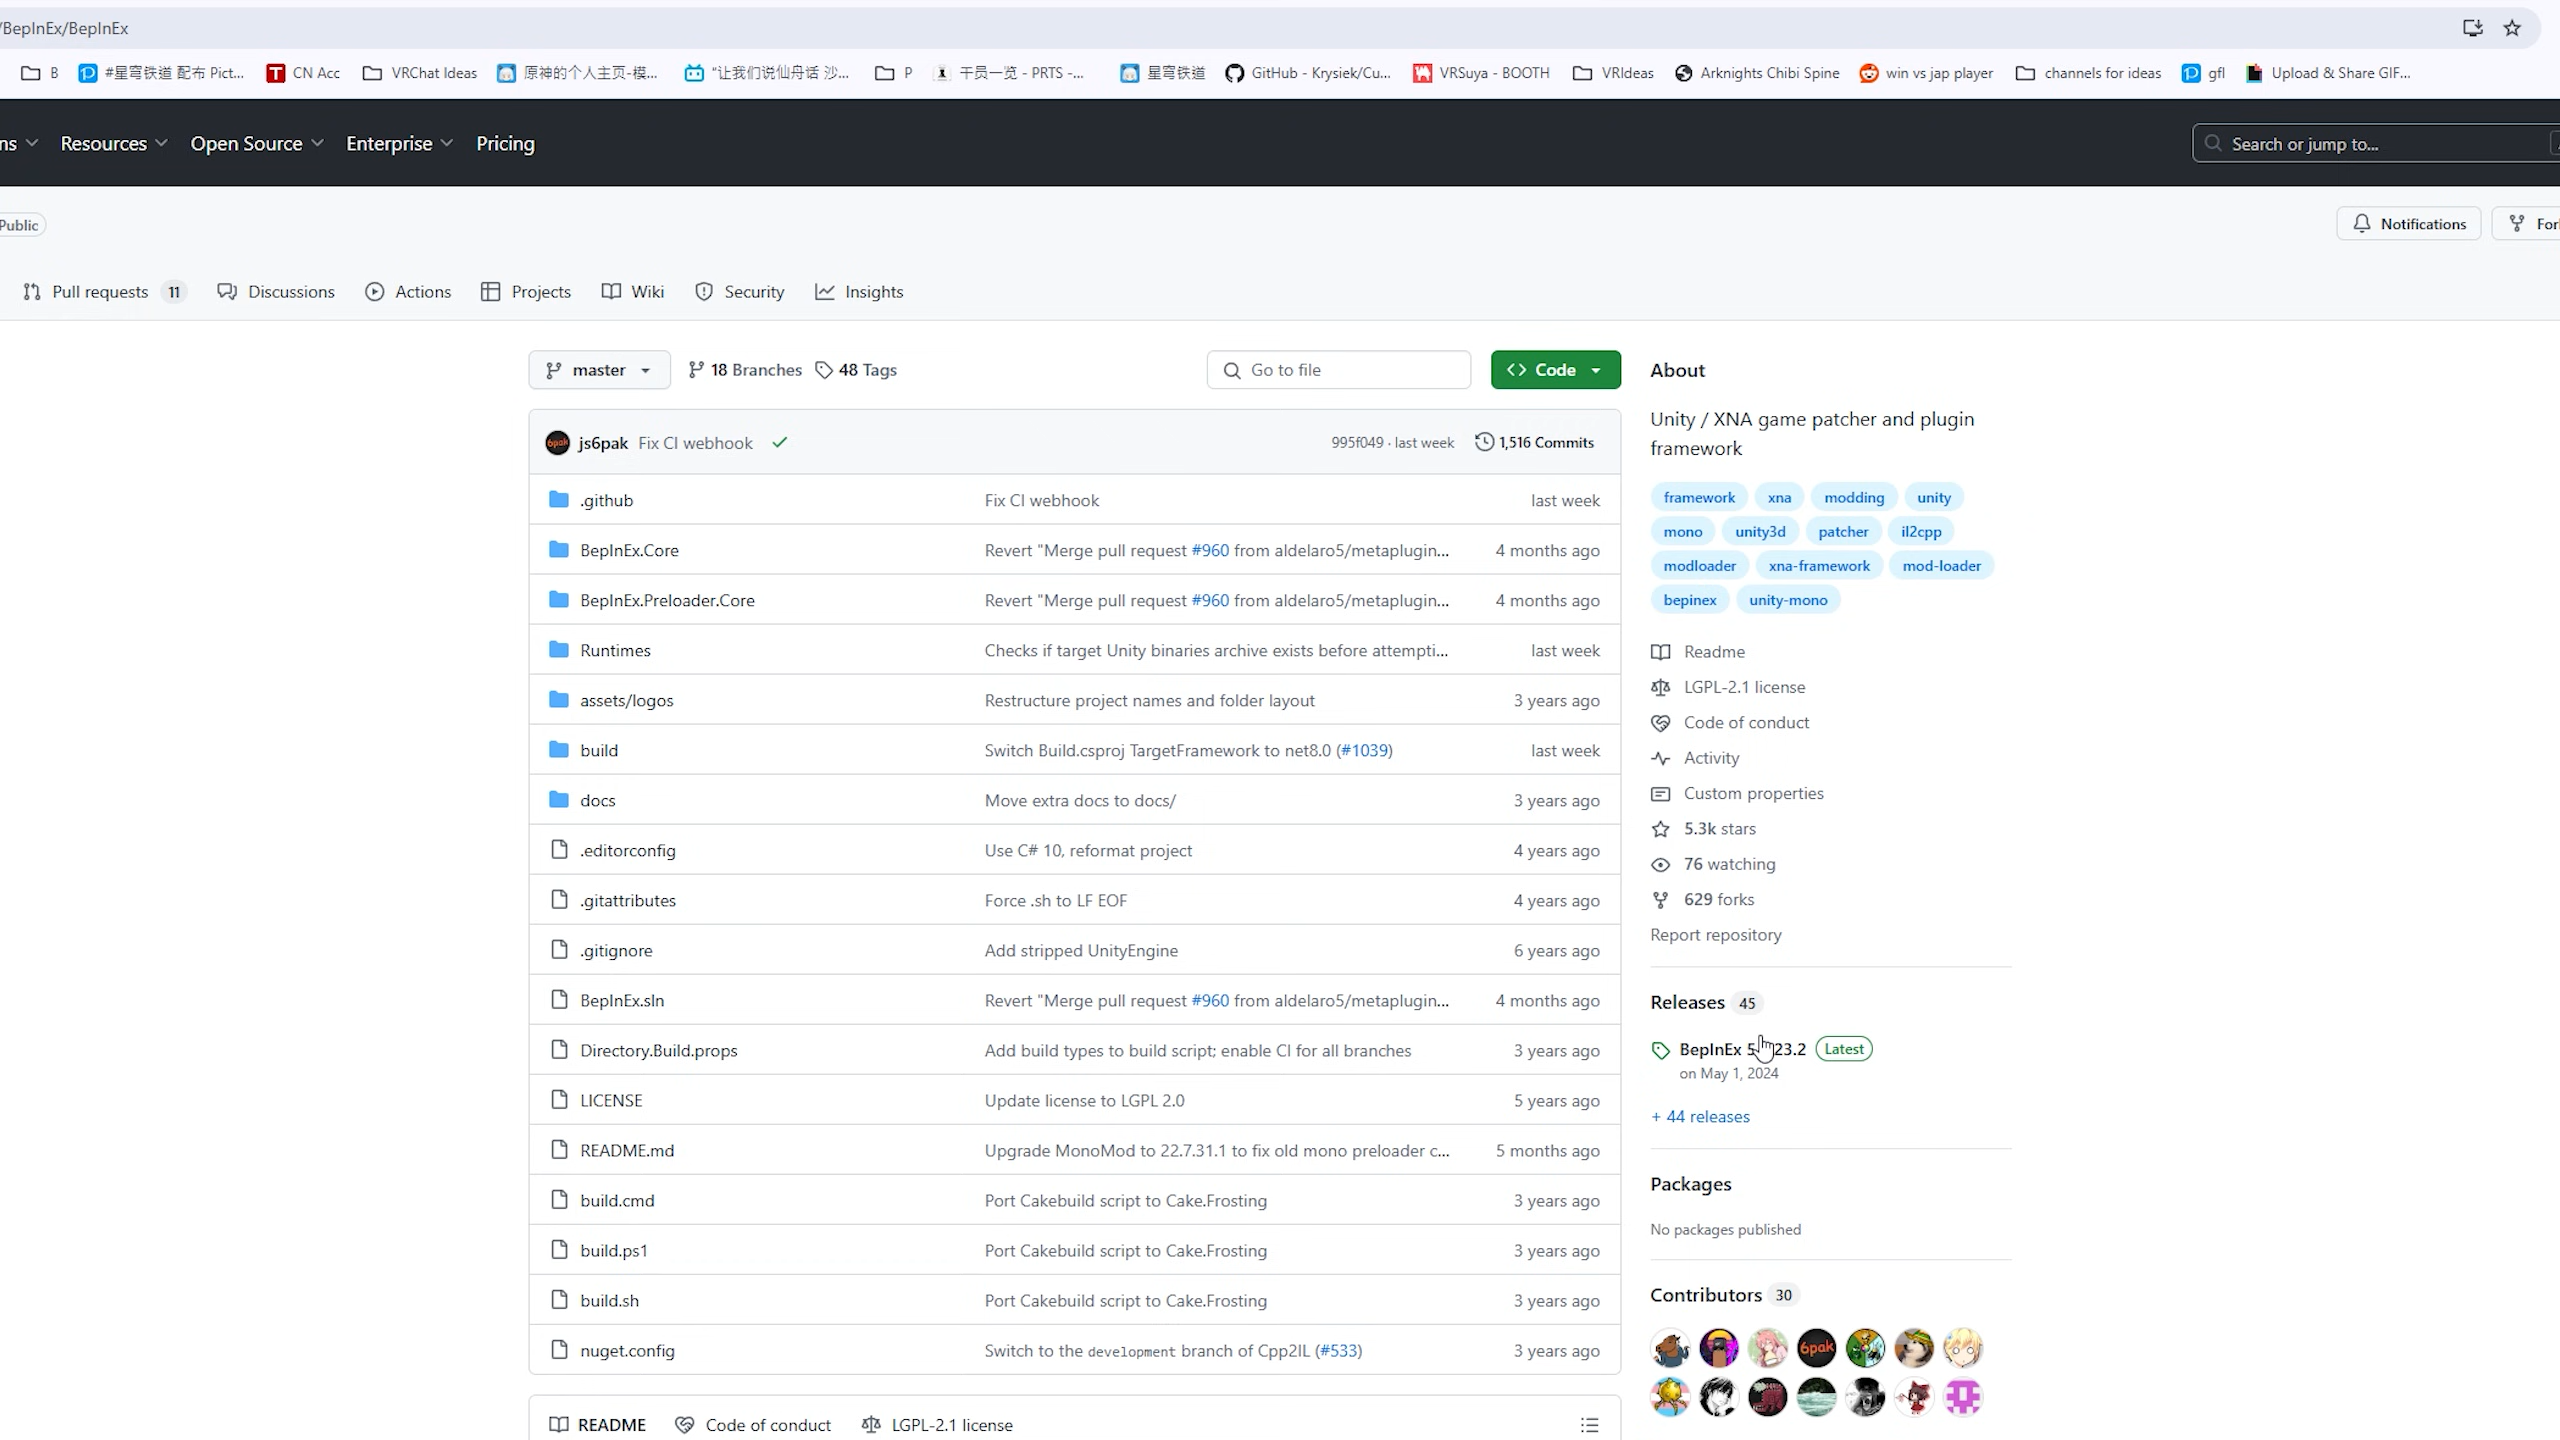 /BepInEx/BepInEx
B #星穹铁道 配布 Pict... CN Acc VRChat Ideas 原神的个人主页-模... "让我们说仙舟话 沙... P 干员一览 - PRTS -... 星穹铁道 GitHub - Krysiek/Cu... VRSuya - BOOTH VRIdeas Arknights Chibi Spine win vs jap player channels for ideas gfl Upload & Share GIF...
ns Resources Open Source Enterprise Pricing Search or jump to...
Public Notifications
Pull requests 11 Discussions Actions Projects Wiki Security Insights
master 18 Branches 48 Tags Go to file Code
js6pak Fix CI webhook 995f049 · last week 1,516 Commits
.github Fix CI webhook last week
BepInEx.Core Revert "Merge pull request #960 from aldelaro5/metaplugin... 4 months ago
BepInEx.Preloader.Core Revert "Merge pull request #960 from aldelaro5/metaplugin... 4 months ago
Runtimes Checks if target Unity binaries archive exists before attempti... last week
assets/logos Restructure project names and folder layout 3 years ago
build Switch Build.csproj TargetFramework to net8.0 (#1039) last week
docs Move extra docs to docs/ 3 years ago
.editorconfig Use C# 10, reformat project 4 years ago
.gitattributes Force .sh to LF EOF 4 years ago
.gitignore Add stripped UnityEngine 6 years ago
BepInEx.sln Revert "Merge pull request #960 from aldelaro5/metaplugin... 4 months ago
Directory.Build.props Add build types to build script; enable CI for all branches 3 years ago
LICENSE Update license to LGPL 2.0 5 years ago
README.md Upgrade MonoMod to 22.7.31.1 to fix old mono preloader c... 5 months ago
build.cmd Port Cakebuild script to Cake.Frosting 3 years ago
build.ps1 Port Cakebuild script to Cake.Frosting 3 years ago
build.sh Port Cakebuild script to Cake.Frosting 3 years ago
nuget.config Switch to the development branch of Cpp2IL (#533) 3 years ago
README Code of conduct LGPL-2.1 license
About
Unity / XNA game patcher and plugin
framework
framework xna modding unity
mono unity3d patcher il2cpp
modloader xna-framework mod-loader
bepinex unity-mono
Readme
LGPL-2.1 license
Code of conduct
Activity
Custom properties
5.3k stars
76 watching
629 forks
Report repository
Releases 45
BepInEx 5 23.2 Latest
on May 1, 2024
+ 44 releases
Packages
No packages published
Contributors 30
6pak